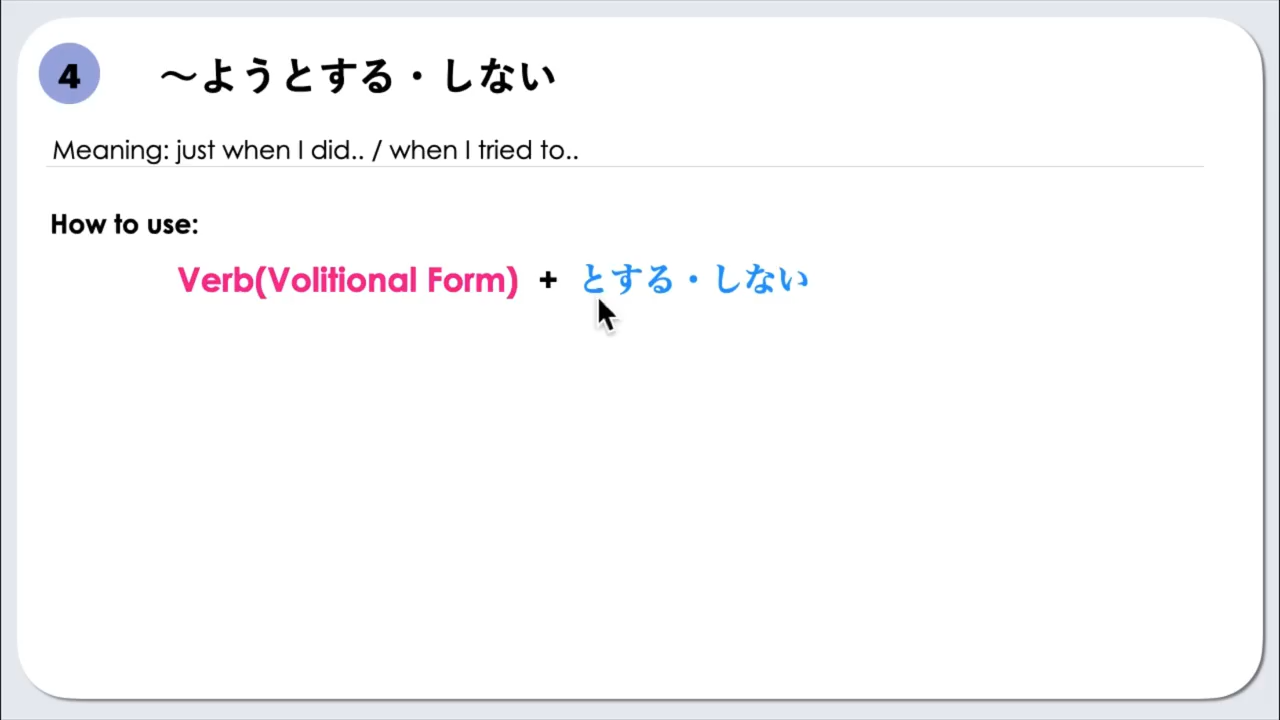 4 〜ようとする・しない
Meaning: just when I did.. / when I tried to..
How to use:
Verb(Volitional Form) + とする・しない